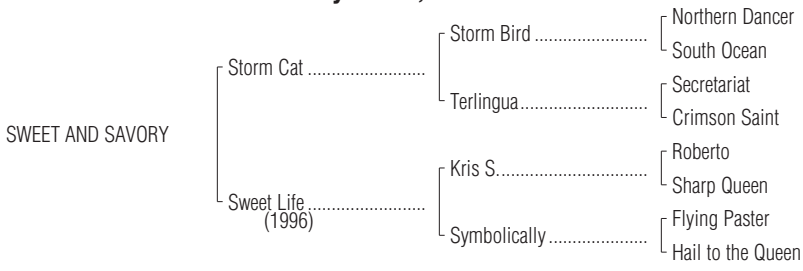 Northern Dancer
Storm Bird ........................
South Ocean
Storm Cat .........................
Secretariat
Terlingua...........................
Crimson Saint
SWEET AND SAVORY
Roberto
Kris S................................
Sharp Queen
Sweet Life .........................
(1996)
Flying Paster
Symbolically .....................
Hail to the Queen